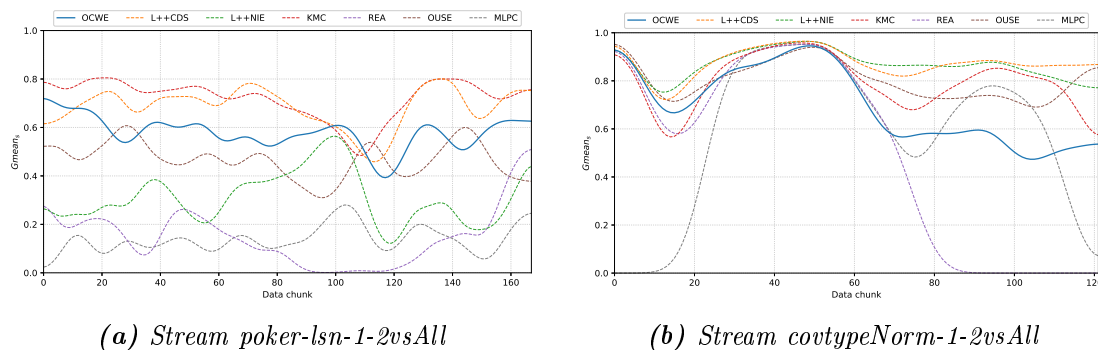 OCWE L++CDS L++NIE KMC REA OUSE MLPC
1.0
0.8
0.6
0.4
0.2
0.0
Gmean_s
0 20 40 60 80 100 120 140 160
Data chunk
(a) Stream poker-lsn-1-2vsAll
OCWE L++CDS L++NIE KMC REA OUSE MLPC
1.0
0.8
0.6
0.4
0.2
0.0
Gmean_s
0 20 40 60 80 100 120
Data chunk
(b) Stream covtypeNorm-1-2vsAll